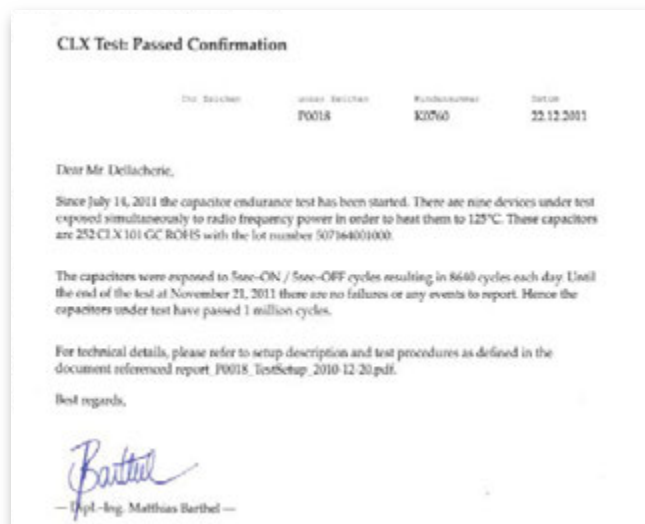 CLX Test: Passed Confirmation
Ihr Zeichen unser Zeichen Kundennummer Datum
P0018 K0760 22.12.2011
Dear Mr. Dellacherie,
Since July 14, 2011 the capacitor endurance test has been started. There are nine devices under test
exposed simultaneously to radio frequency power in order to heat them to 125°C. These capacitors
are 252 CLX 101 GC ROHS with the lot number 507164001000.
The capacitors were exposed to 5sec-ON / 5sec-OFF cycles resulting in 8640 cycles each day. Until
the end of the test at November 21, 2011 there are no failures or any events to report. Hence the
capacitors under test have passed 1 million cycles.
For technical details, please refer to setup description and test procedures as defined in the
document referenced report_P0018_TestSetup_2010-12-20.pdf.
Best regards,
Barthel
— Dipl.-Ing. Matthias Barthel —